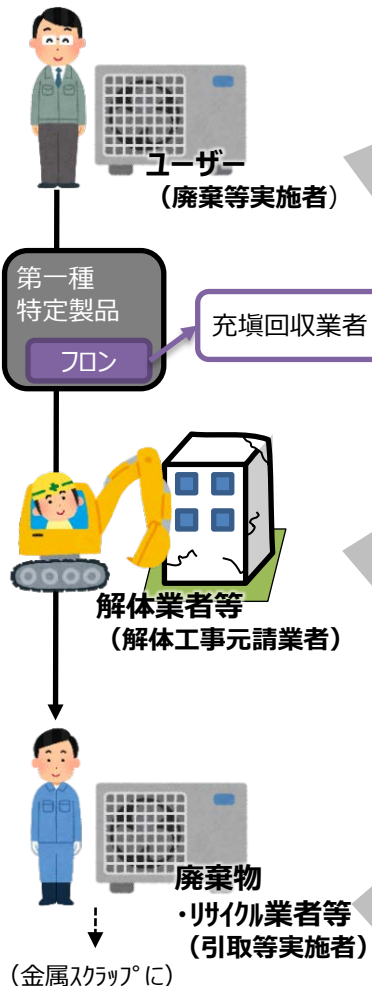 ユーザー
（廃棄等実施者）
第一種
特定製品
フロン
充塡回収業者
解体業者等
（解体工事元請業者）
廃棄物
・ﾘｻｲｸﾙ業者等
（引取等実施者）
（金属ｽｸﾗｯﾌﾟに）